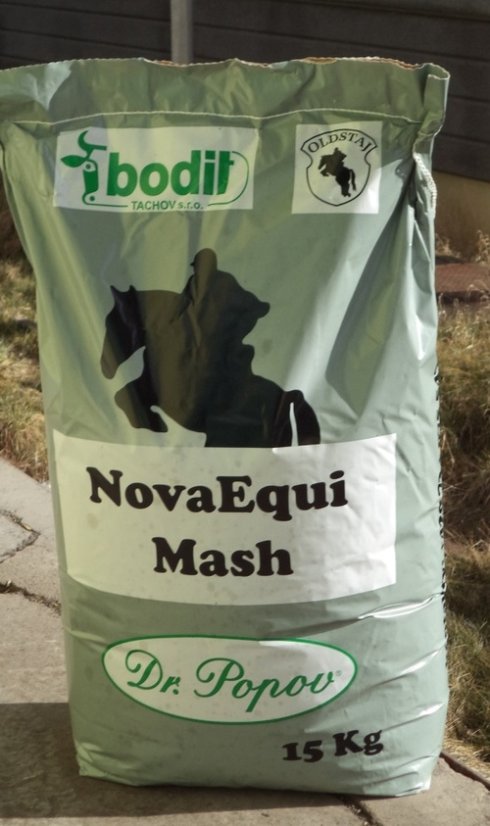 bodit
TACHOV s.r.o.
OLDSTAJ
NovaEqui
Mash
Dr. Popov®
15 Kg